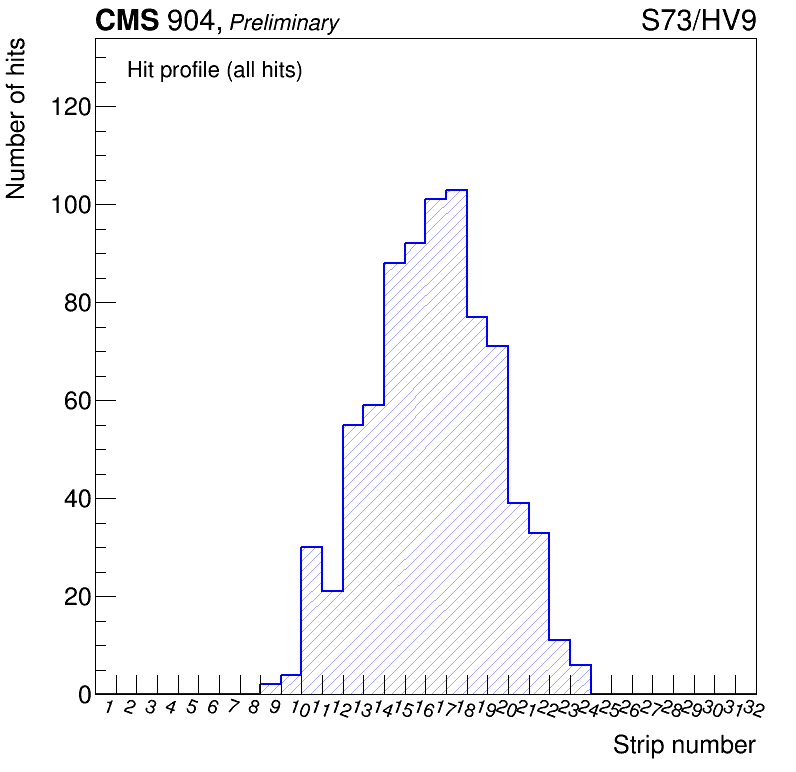 CMS 904, Preliminary S73/HV9
Number of hits
Hit profile (all hits)
120
100
80
60
40
20
0
1 2 3 4 5 6 7 8 9 10 11 12 13 14 15 16 17 18 19 20 21 22 23 24 25 26 27 28 29 30 31 32
Strip number